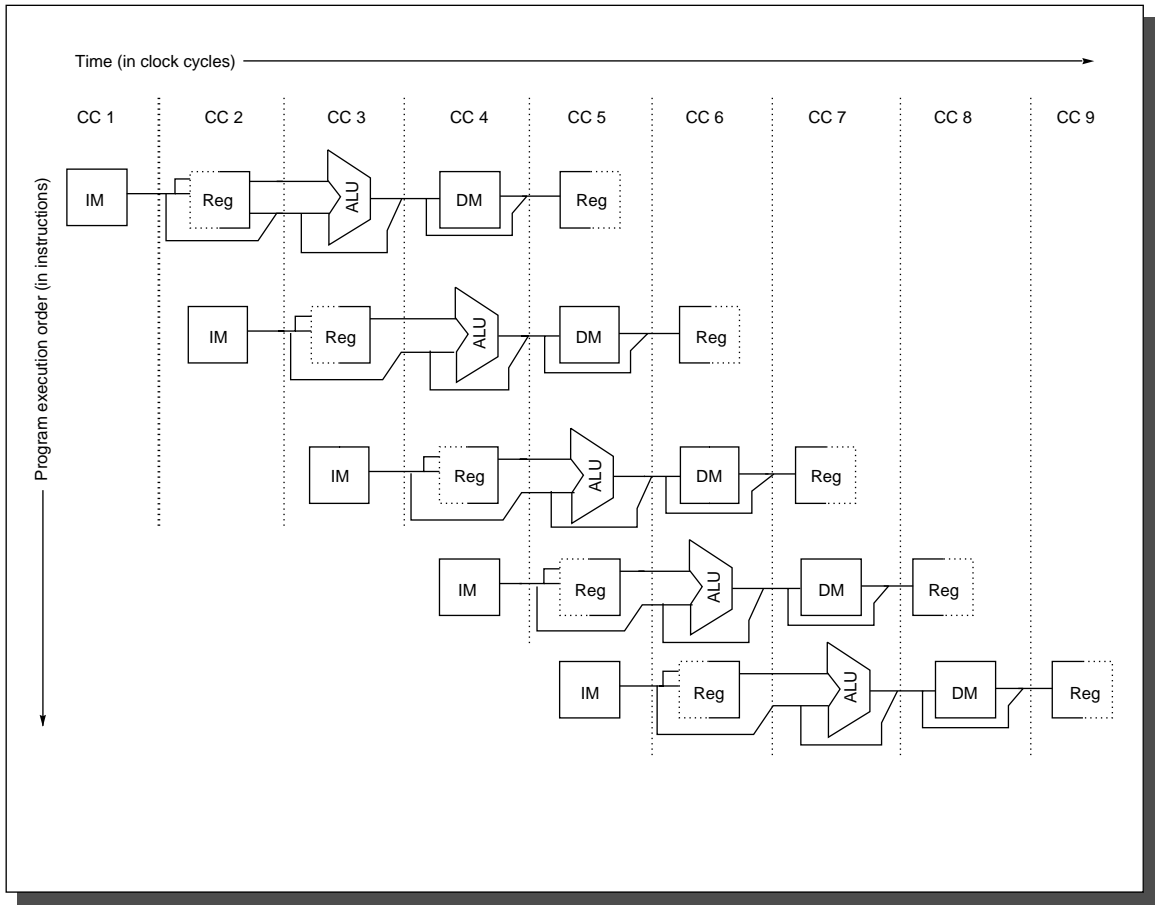 Time (in clock cycles)
CC 1 CC 2 CC 3 CC 4 CC 5 CC 6 CC 7 CC 8 CC 9
Program execution order (in instructions)
IM Reg ALU DM Reg
IM Reg ALU DM Reg
IM Reg ALU DM Reg
IM Reg ALU DM Reg
IM Reg ALU DM Reg